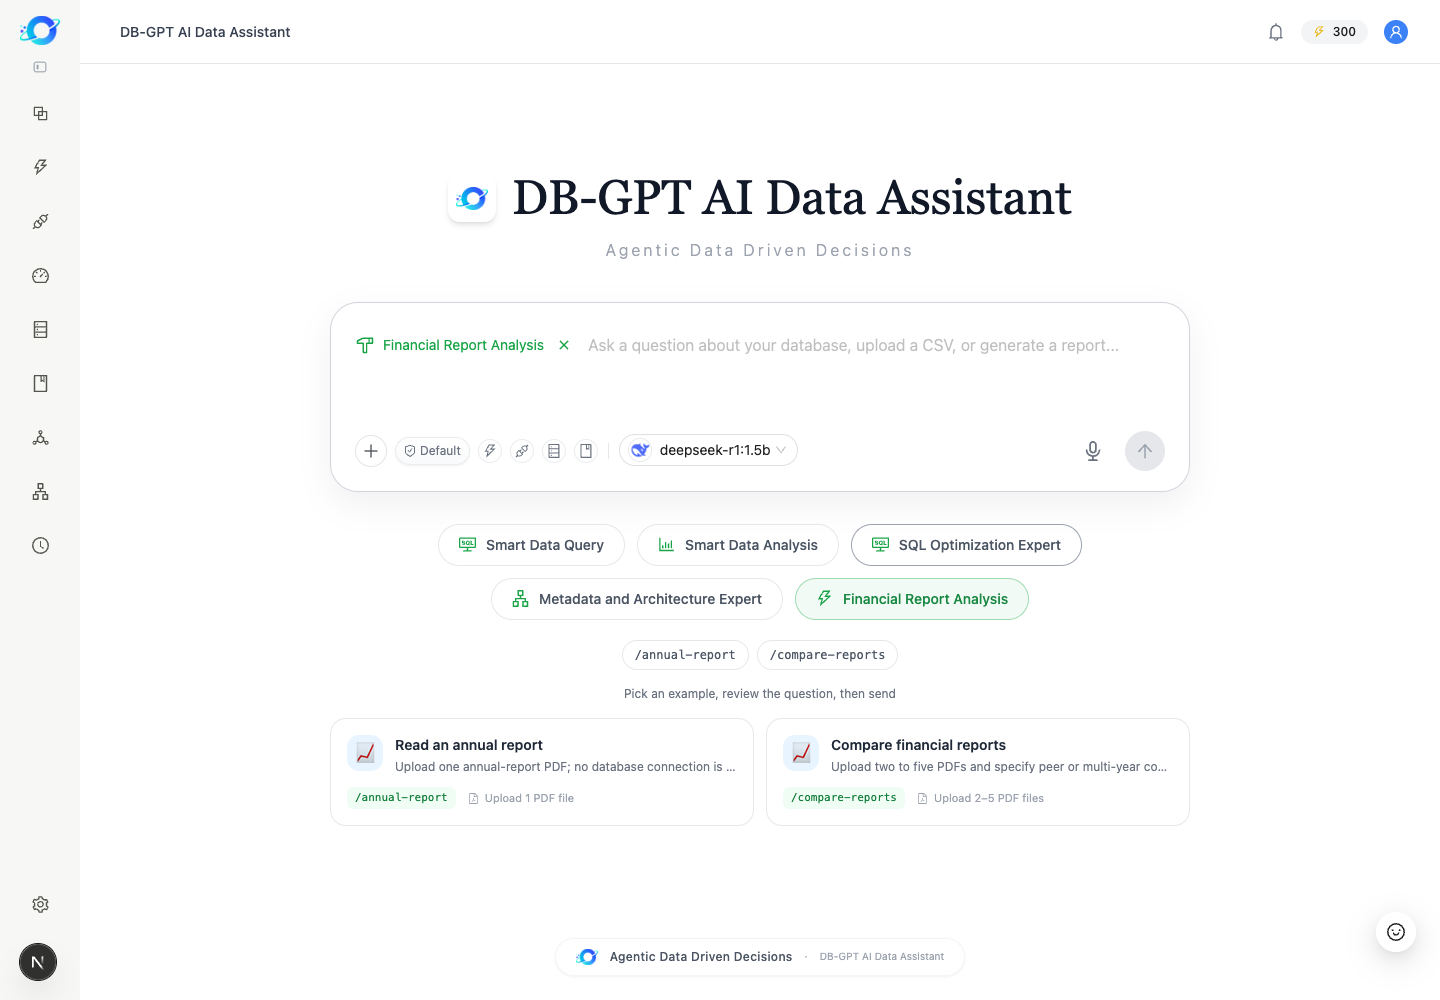 DB-GPT AI Data Assistant
300
DB-GPT AI Data Assistant
Agentic Data Driven Decisions
Financial Report Analysis
Ask a question about your database, upload a CSV, or generate a report...
Default
deepseek-r1:1.5b
SQL Smart Data Query
Smart Data Analysis
SQL SQL Optimization Expert
Metadata and Architecture Expert
Financial Report Analysis
/annual-report
/compare-reports
Pick an example, review the question, then send
Read an annual report
Upload one annual-report PDF; no database connection is ...
/annual-report
Upload 1 PDF file
Compare financial reports
Upload two to five PDFs and specify peer or multi-year co...
/compare-reports
Upload 2–5 PDF files
N
Agentic Data Driven Decisions · DB-GPT AI Data Assistant